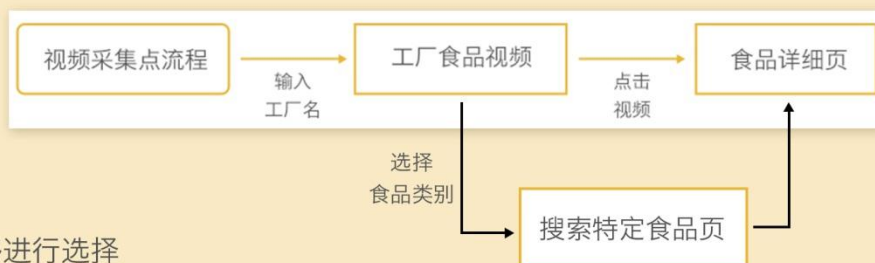 视频采集点流程
工厂食品视频
食品详细页
输入
工厂名
点击
视频
选择
食品类别
搜索特定食品页
进行选择